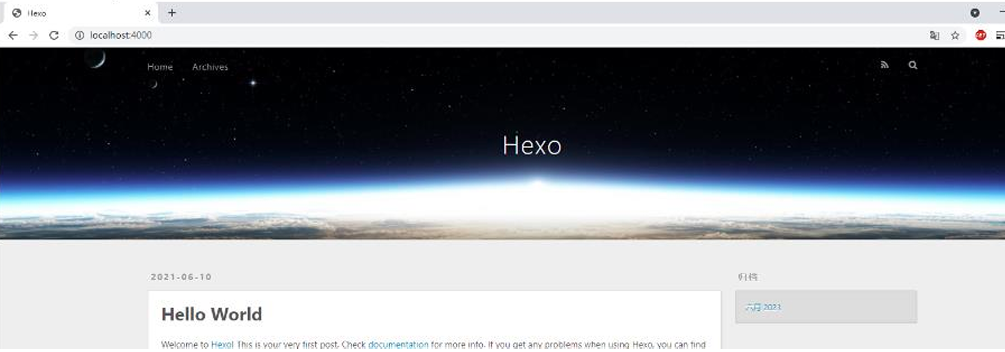 Hexo
localhost:4000
Home Archives
Hexo
2021-06-10
归档
Hello World
六月 2021
Welcome to Hexo! This is your very first post. Check documentation for more info. If you get any problems when using Hexo, you can find